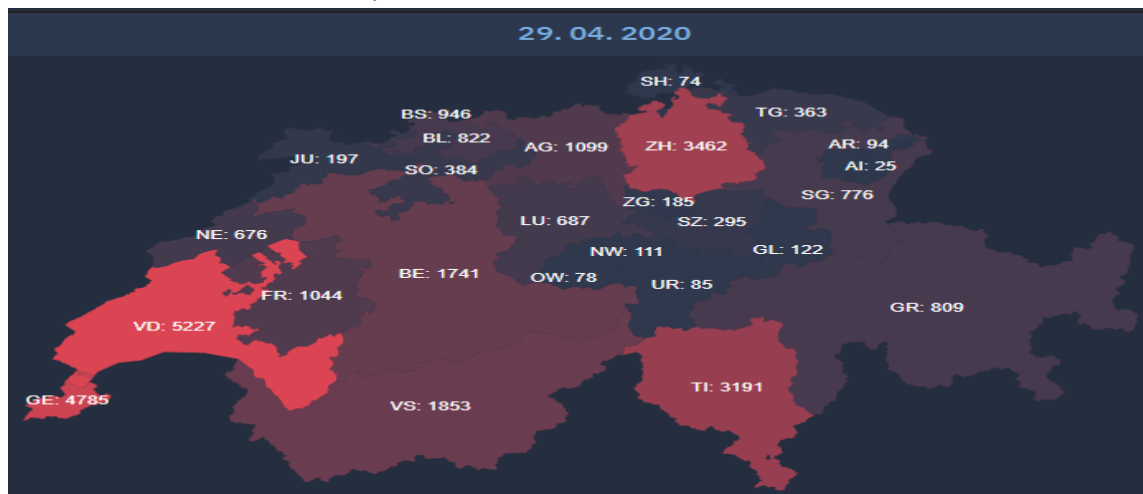 29. 04. 2020
SH: 74
BS: 946
TG: 363
BL: 822
AG: 1099
ZH: 3462
AR: 94
JU: 197
SO: 384
AI: 25
ZG: 185
SG: 776
LU: 687
SZ: 295
NE: 676
NW: 111
GL: 122
BE: 1741
OW: 78
UR: 85
FR: 1044
GR: 809
VD: 5227
TI: 3191
GE: 4785
VS: 1853